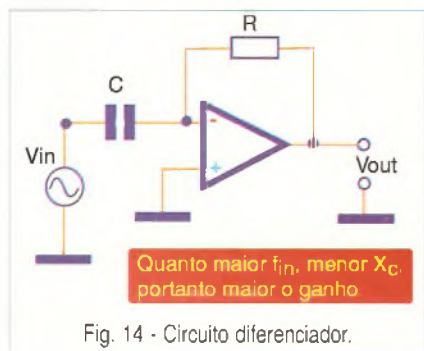 R
C
Vin
-
+
Vout
Quanto maior fin, menor Xc,
portanto maior o ganho
Fig. 14 - Circuito diferenciador.